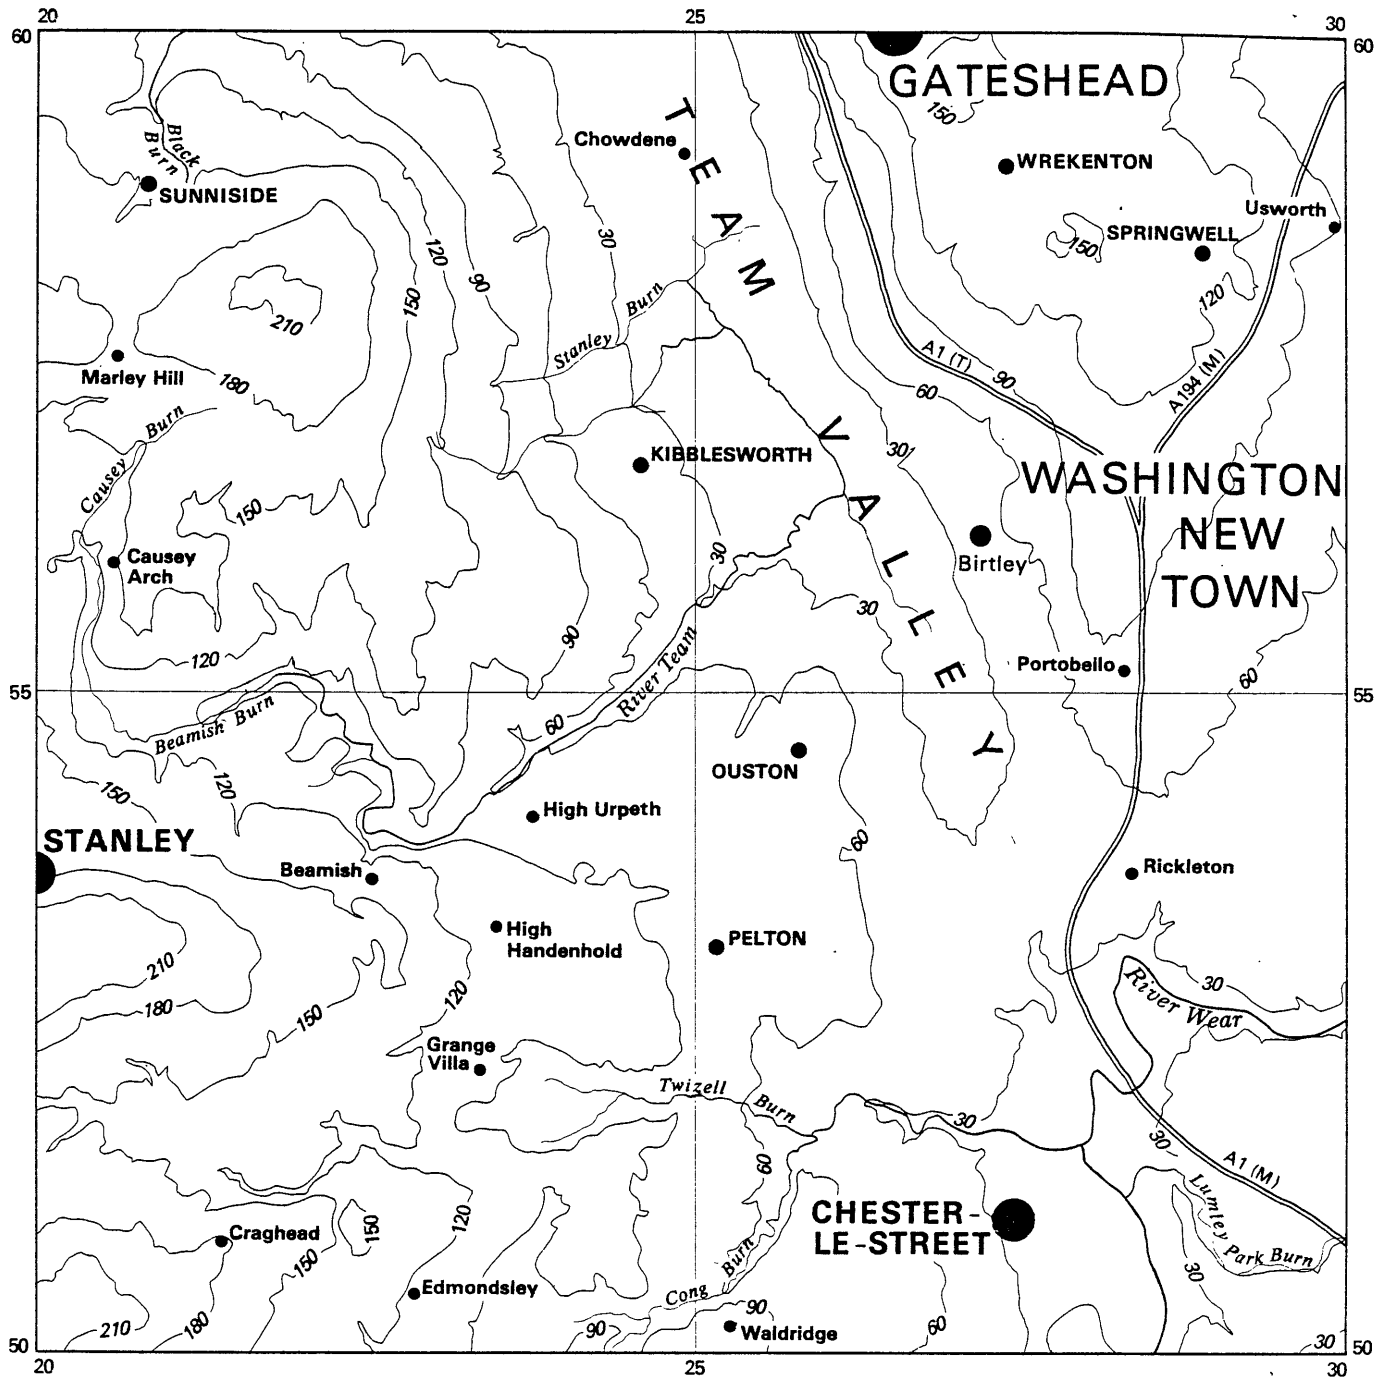 20
25
30
60
60
GATESHEAD
150
TEAM
Chowdene
WREKENTON
Black
Burn
SUNNISIDE
Usworth
SPRINGWELL
150
30
120
90
150
120
210
Stanley Burn
Marley Hill
180
A1 (T)
90
60
A194 (M)
Causey Burn
VALLEY
30
KIBBLESWORTH
WASHINGTON
NEW
TOWN
150
Causey
Arch
30
Birtley
30
90
120
River Team
Portobello
60
55
55
Beamish Burn
60
OUSTON
120
150
High Urpeth
STANLEY
60
Beamish
Rickleton
High
Handenhold
PELTON
210
180
150
120
30
River Wear
Grange
Villa
Twizell Burn
30
30
60
A1 (M)
CHESTER-
LE-STREET
Lumley Park Burn
Craghead
150
120
150
Cong Burn
30
Edmondsley
90
90
Waldridge
60
210
180
30
50
50
20
25
30